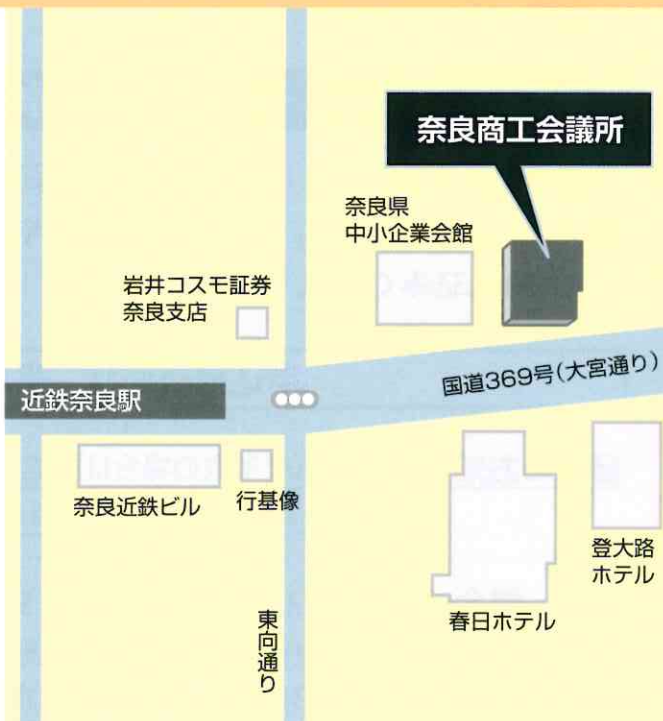 奈良商工会議所
奈良県
中小企業会館
岩井コスモ証券
奈良支店
国道369号(大宮通り)
近鉄奈良駅
奈良近鉄ビル
行基像
登大路
ホテル
春日ホテル
東向通り